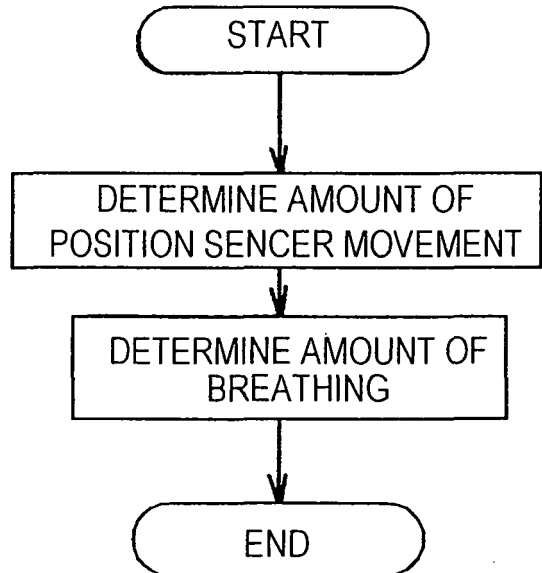 START
DETERMINE AMOUNT OF
POSITION SENCER MOVEMENT
DETERMINE AMOUNT OF
BREATHING
END